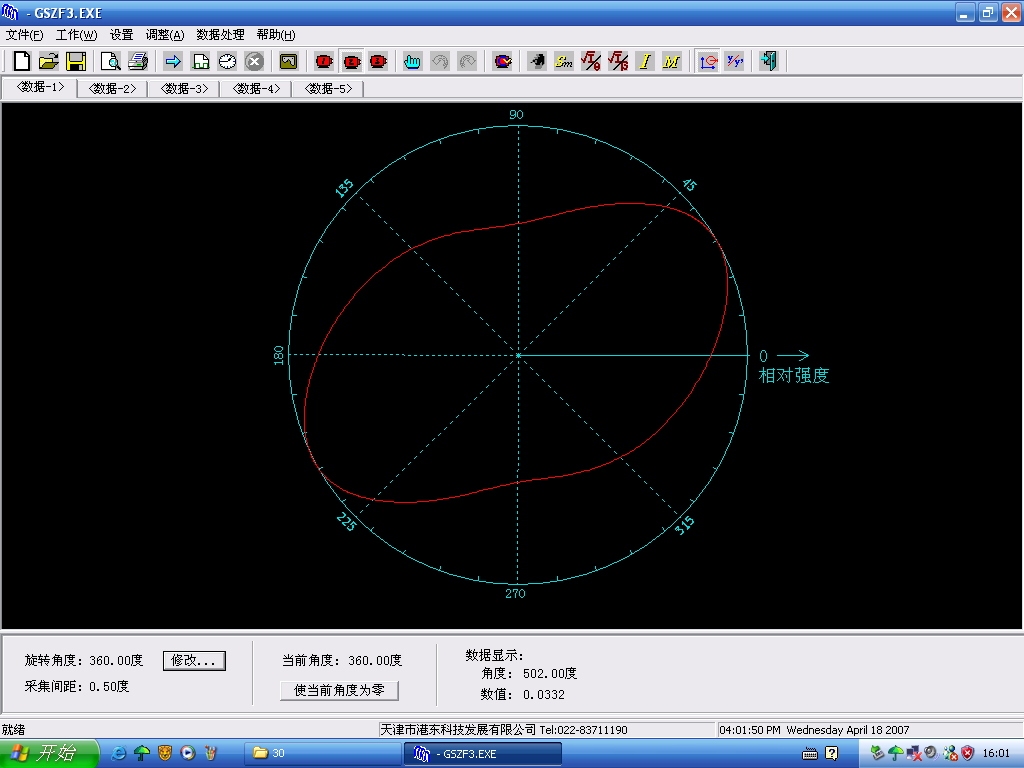 - GSZF3.EXE
文件(F) 工作(W) 设置 调整(A) 数据处理 帮助(H)
Sm √I/θ √I/S I M Y/Y'
<数据-1> <数据-2> <数据-3> <数据-4> <数据-5>
90
135
45
180
0
相对强度
225
315
270
旋转角度: 360.00度 修改...
采集间距: 0.50度
当前角度: 360.00度
使当前角度为零
数据显示:
角度: 502.00度
数值: 0.0332
就绪 天津市港东科技发展有限公司 Tel:022-83711190 04:01:50 PM Wednesday April 18 2007
开始 30 - GSZF3.EXE 16:01